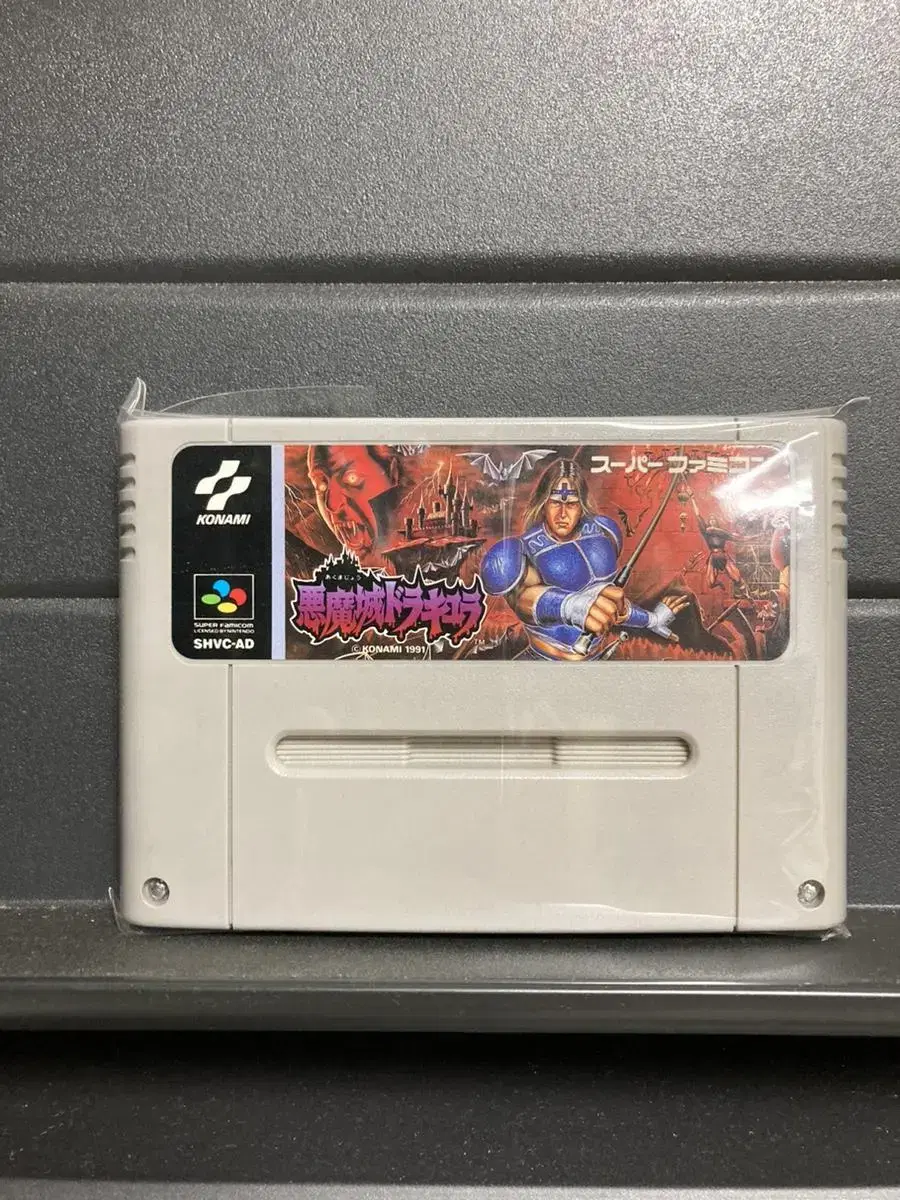 KONAMI
SUPER FAMICOM
LICENSED BY NINTENDO
SHVC-AD
スーパーファミコン
あくまじょう
悪魔城ドラキュラ
TM
© KONAMI 1991